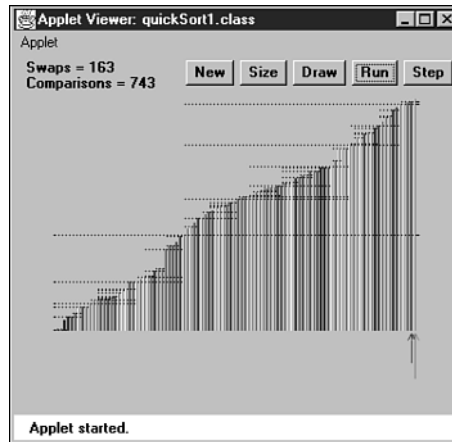 Applet Viewer: quickSort1.class
Applet
Swaps = 163
Comparisons = 743
New Size Draw Run Step
Applet started.